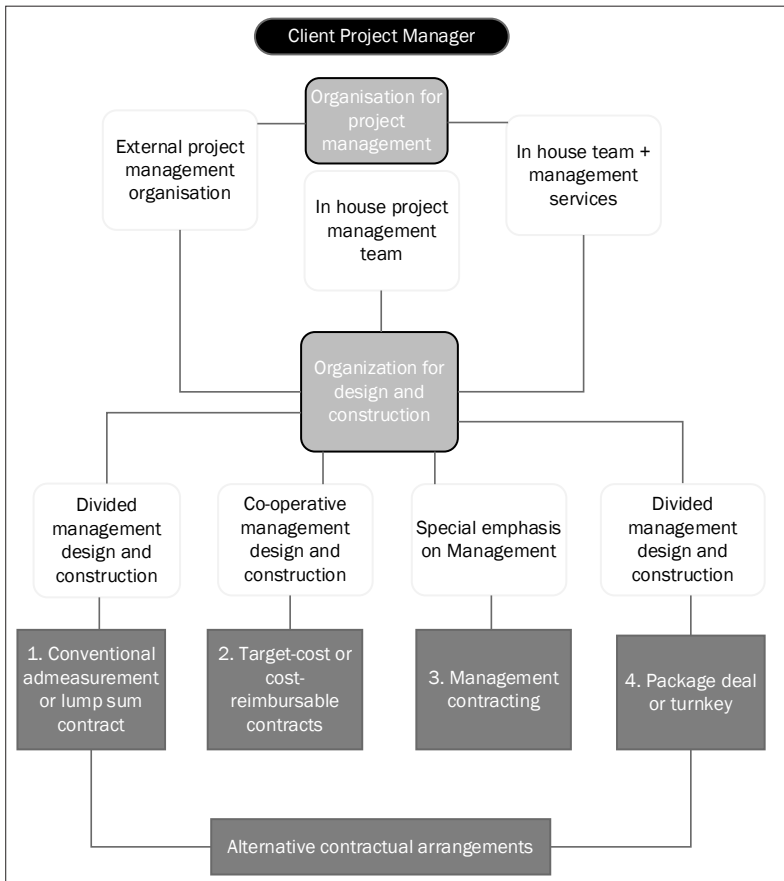 Client Project Manager
Organisation for
project
management
External project
management
organisation
In house project
management
team
In house team +
management
services
Organization for
design and
construction
Divided
management
design and
construction
Co-operative
management
design and
construction
Special emphasis
on Management
Divided
management
design and
construction
1. Conventional
admeasurement
or lump sum
contract
2. Target-cost or
cost-
reimbursable
contracts
3. Management
contracting
4. Package deal
or turnkey
Alternative contractual arrangements